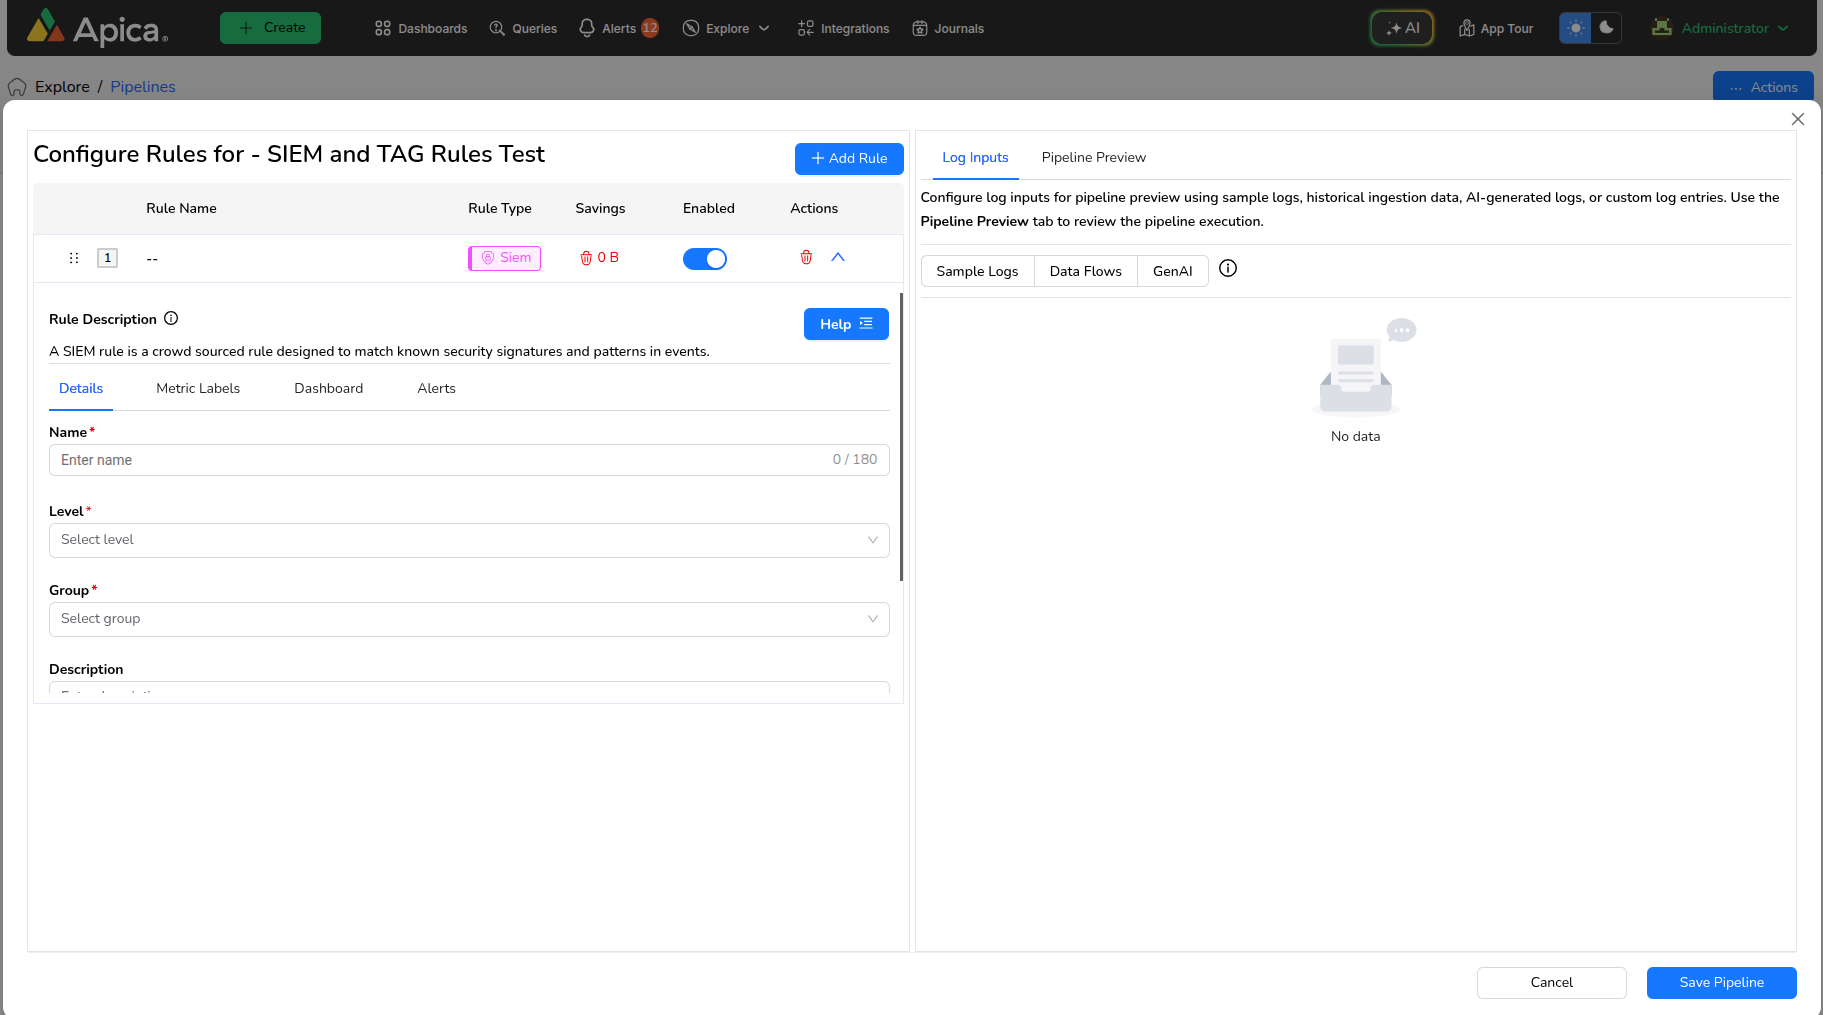 Apica®
Create
Dashboards
Queries
Alerts 12
Explore
Integrations
Journals
AI
App Tour
Administrator
Explore / Pipelines
Actions
Configure Rules for - SIEM and TAG Rules Test
Add Rule
Rule Name Rule Type Savings Enabled Actions
1 -- Siem 0 B
Rule Description
Help
A SIEM rule is a crowd sourced rule designed to match known security signatures and patterns in events.
Details Metric Labels Dashboard Alerts
Name*
Enter name 0 / 180
Level*
Select level
Group*
Select group
Description
Log Inputs Pipeline Preview
Configure log inputs for pipeline preview using sample logs, historical ingestion data, AI-generated logs, or custom log entries. Use the
Pipeline Preview tab to review the pipeline execution.
Sample Logs Data Flows GenAI
No data
Cancel Save Pipeline